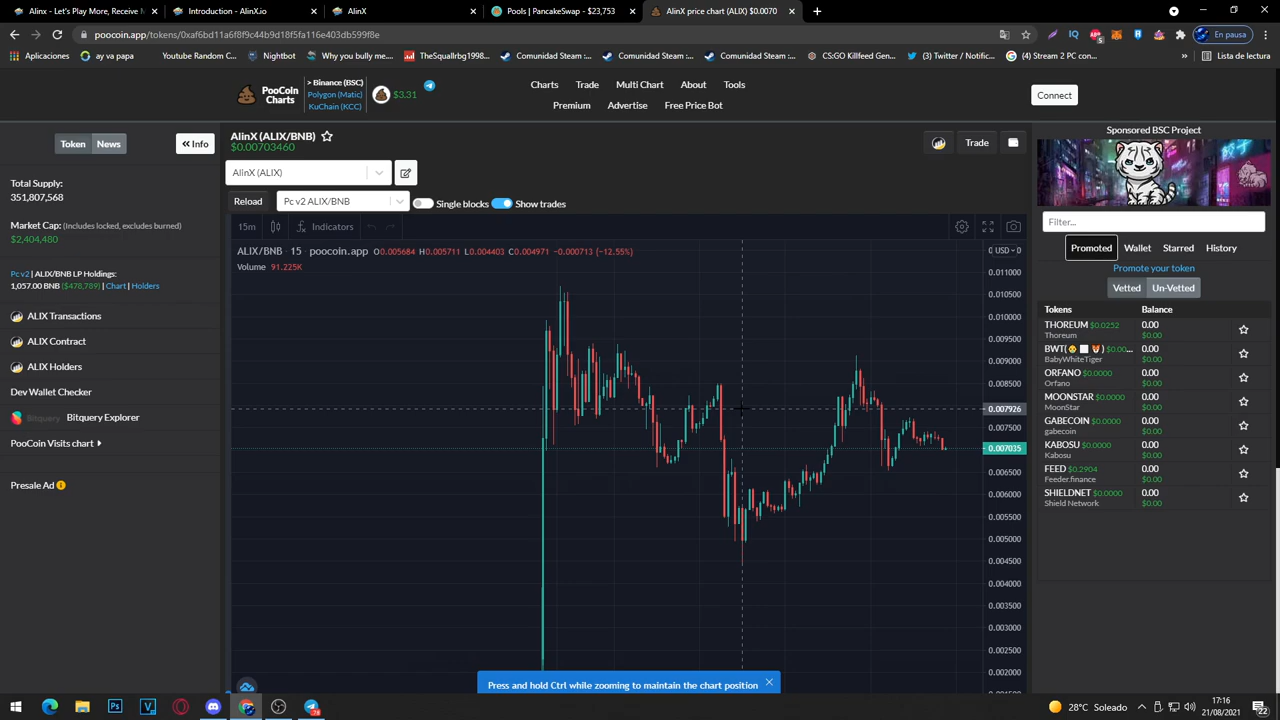 Alinx - Let's Play More, Receive M
Introduction - AlinX.io
AlinX
Pools | PancakeSwap - $23,753
AlinX price chart (ALIX) $0.0070
poocoin.app/tokens/0xaf6bd11a6f8f9c44b9d18f5fa116e403db599f8e
En pausa
Aplicaciones
ay va papa
Youtube Random C...
Nightbot
Why you bully me...
TheSquallrbg1998...
Comunidad Steam :...
Comunidad Steam :...
Comunidad Steam :...
CS:GO Killfeed Gen...
(3) Twitter / Notific...
(4) Stream 2 PC con...
»
Lista de lectura
PooCoin Charts
> Binance (BSC)
Polygon (Matic)
KuChain (KCC)
$3.31
Charts
Trade
Multi Chart
About
Tools
Premium
Advertise
Free Price Bot
Connect
Token
News
« Info
Total Supply:
351,807,568
Market Cap: (Includes locked, excludes burned)
$2,404,480
Pc v2 | ALIX/BNB LP Holdings:
1,057.00 BNB ($478,789) | Chart | Holders
ALIX Transactions
ALIX Contract
ALIX Holders
Dev Wallet Checker
Bitquery
Bitquery Explorer
PooCoin Visits chart
Presale Ad
AlinX (ALIX/BNB)
$0.00703460
AlinX (ALIX)
Reload
Pc v2 ALIX/BNB
Single blocks
Show trades
Trade
15m
Indicators
ALIX/BNB · 15 · poocoin.app O0.005684 H0.005711 L0.004403 C0.004971 -0.000713 (-12.55%)
Volume 91.225K
USD
0.011000
0.010500
0.010000
0.009500
0.009000
0.008500
0.007926
0.007500
0.007035
0.006500
0.006000
0.005500
0.005000
0.004500
0.004000
0.003500
0.003000
0.002500
0.002000
Press and hold Ctrl while zooming to maintain the chart position
Sponsored BSC Project
Filter...
Promoted
Wallet
Starred
History
Promote your token
Vetted
Un-Vetted
Tokens
Balance
THOREUM $0.0252
Thoreum
0.00
$0.00
BWT( $0.00...
BabyWhiteTiger
0.00
$0.00
ORFANO $0.0000
Orfano
0.00
$0.00
MOONSTAR $0.0000
MoonStar
0.00
$0.00
GABECOIN $0.0000
gabecoin
0.00
$0.00
KABOSU $0.0000
Kabosu
0.00
$0.00
FEED $0.2904
Feeder.finance
0.00
$0.00
SHIELDNET $0.0000
Shield Network
0.00
$0.00
28°C Soleado
17:16
21/08/2021
22